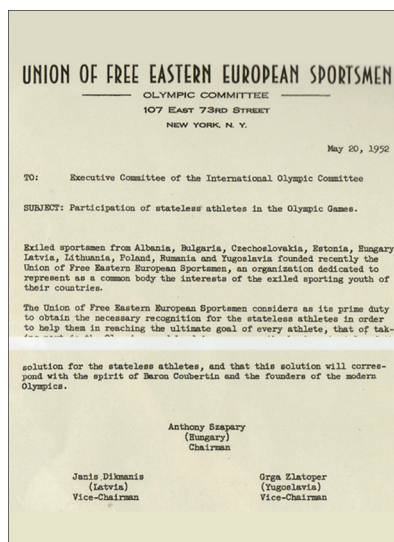 UNION OF FREE EASTERN EUROPEAN SPORTSMEN
OLYMPIC COMMITTEE
107 EAST 73RD STREET
NEW YORK, N. Y.
May 20, 1952
TO: Executive Committee of the International Olympic Committee
SUBJECT: Participation of stateless athletes in the Olympic Games.
Exiled sportsmen from Albania, Bulgaria, Czechoslovakia, Estonia, Hungary
Latvia, Lithuania, Poland, Rumania and Yugoslavia founded recently the
Union of Free Eastern European Sportsmen, an organization dedicated to
represent as a common body the interests of the exiled sporting youth of
their countries.
The Union of Free Eastern European Sportsmen considers as its prime duty
to obtain the necessary recognition for the stateless athletes in order
to help them in reaching the ultimate goal of every athlete, that of tak-
solution for the stateless athletes, and that this solution will corres-
pond with the spirit of Baron Coubertin and the founders of the modern
Olympics.
Anthony Szapary
(Hungary)
Chairman
Janis Dikmanis
(Latvia)
Vice-Chairman
Grga Zlatoper
(Yugoslavia)
Vice-Chairman